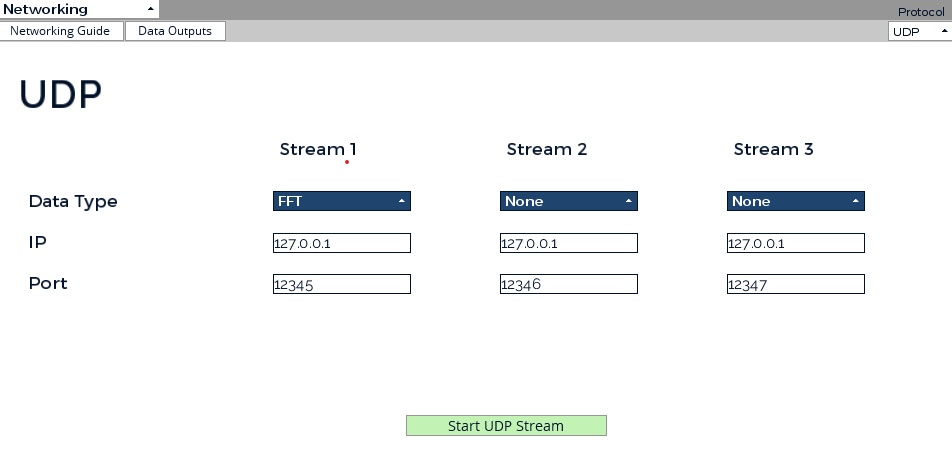 Networking
Protocol
Networking Guide Data Outputs UDP
UDP
Stream 1 Stream 2 Stream 3
Data Type FFT None None
IP 127.0.0.1 127.0.0.1 127.0.0.1
Port 12345 12346 12347
Start UDP Stream